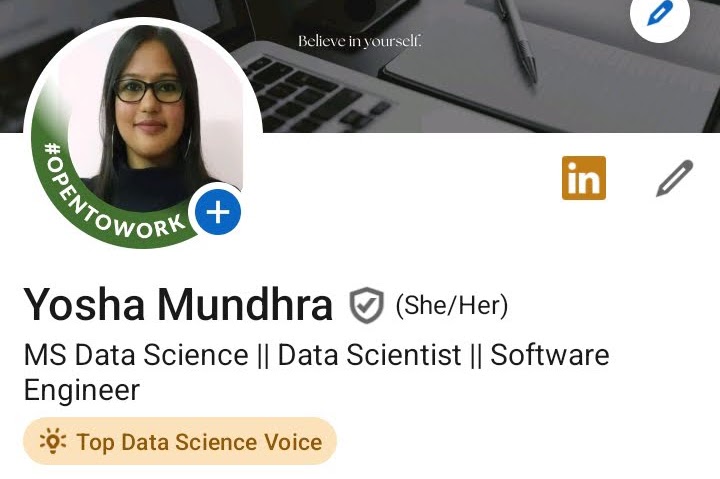 Believe in yourself.
#OPENTOWORK
in
Yosha Mundhra (She/Her)
MS Data Science || Data Scientist || Software
Engineer
Top Data Science Voice